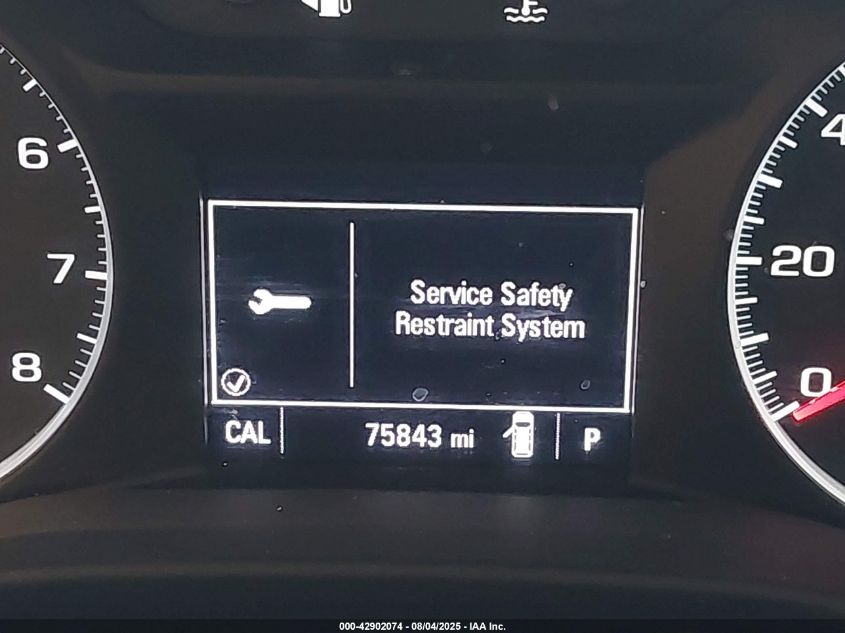 6
7
8
4
20
0
Service Safety
Restraint System
CAL
75843 mi
P
000-42902074 - 08/04/2025 - IAA Inc.